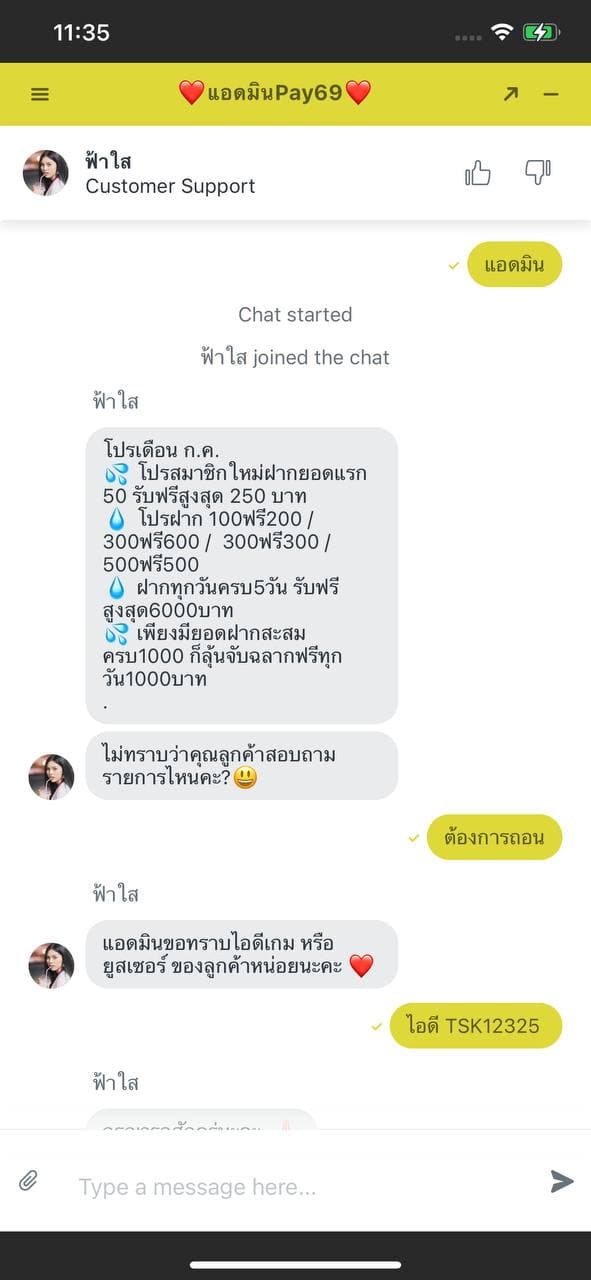 11:35
❤️แอดมินPay69❤️
ฟ้าใส
Customer Support
แอดมิน
Chat started
ฟ้าใส joined the chat
ฟ้าใส
โปรเดือน ก.ค.
💦 โปรสมาชิกใหม่ฝากยอดแรก
50 รับฟรีสูงสุด 250 บาท
💧 โปรฝาก 100ฟรี200 /
300ฟรี600 / 300ฟรี300 /
500ฟรี500
💧 ฝากทุกวันครบ5วัน รับฟรี
สูงสุด6000บาท
💦 เพียงมียอดฝากสะสม
ครบ1000 ก็ลุ้นจับฉลากฟรีทุก
วัน1000บาท
.
ไม่ทราบว่าคุณลูกค้าสอบถาม
รายการไหนคะ?😃
ต้องการถอน
ฟ้าใส
แอดมินขอทราบไอดีเกม หรือ
ยูสเซอร์ ของลูกค้าหน่อยนะคะ ❤️
ไอดี TSK12325
ฟ้าใส
Type a message here...